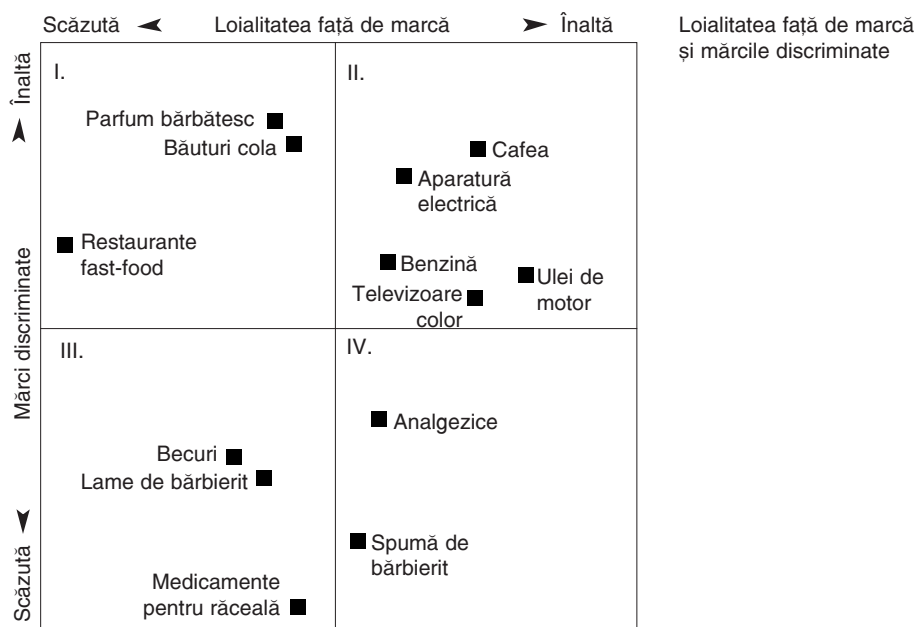 Scăzută
Loialitatea față de marcă
Înaltă
Loialitatea față de marcă
și mărcile discriminate
Înaltă
Mărci discriminate
Scăzută
I.
Parfum bărbătesc
Băuturi cola
Restaurante
fast-food
II.
Cafea
Aparatură
electrică
Benzină
Televizoare
color
Ulei de
motor
III.
Becuri
Lame de bărbierit
Medicamente
pentru răceală
IV.
Analgezice
Spumă de
bărbierit